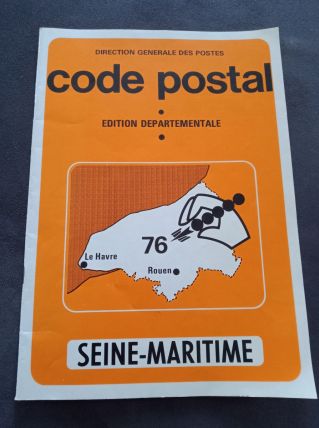 DIRECTION GENERALE DES POSTES
code postal
EDITION DEPARTEMENTALE
76
Le Havre
Rouen
SEINE-MARITIME